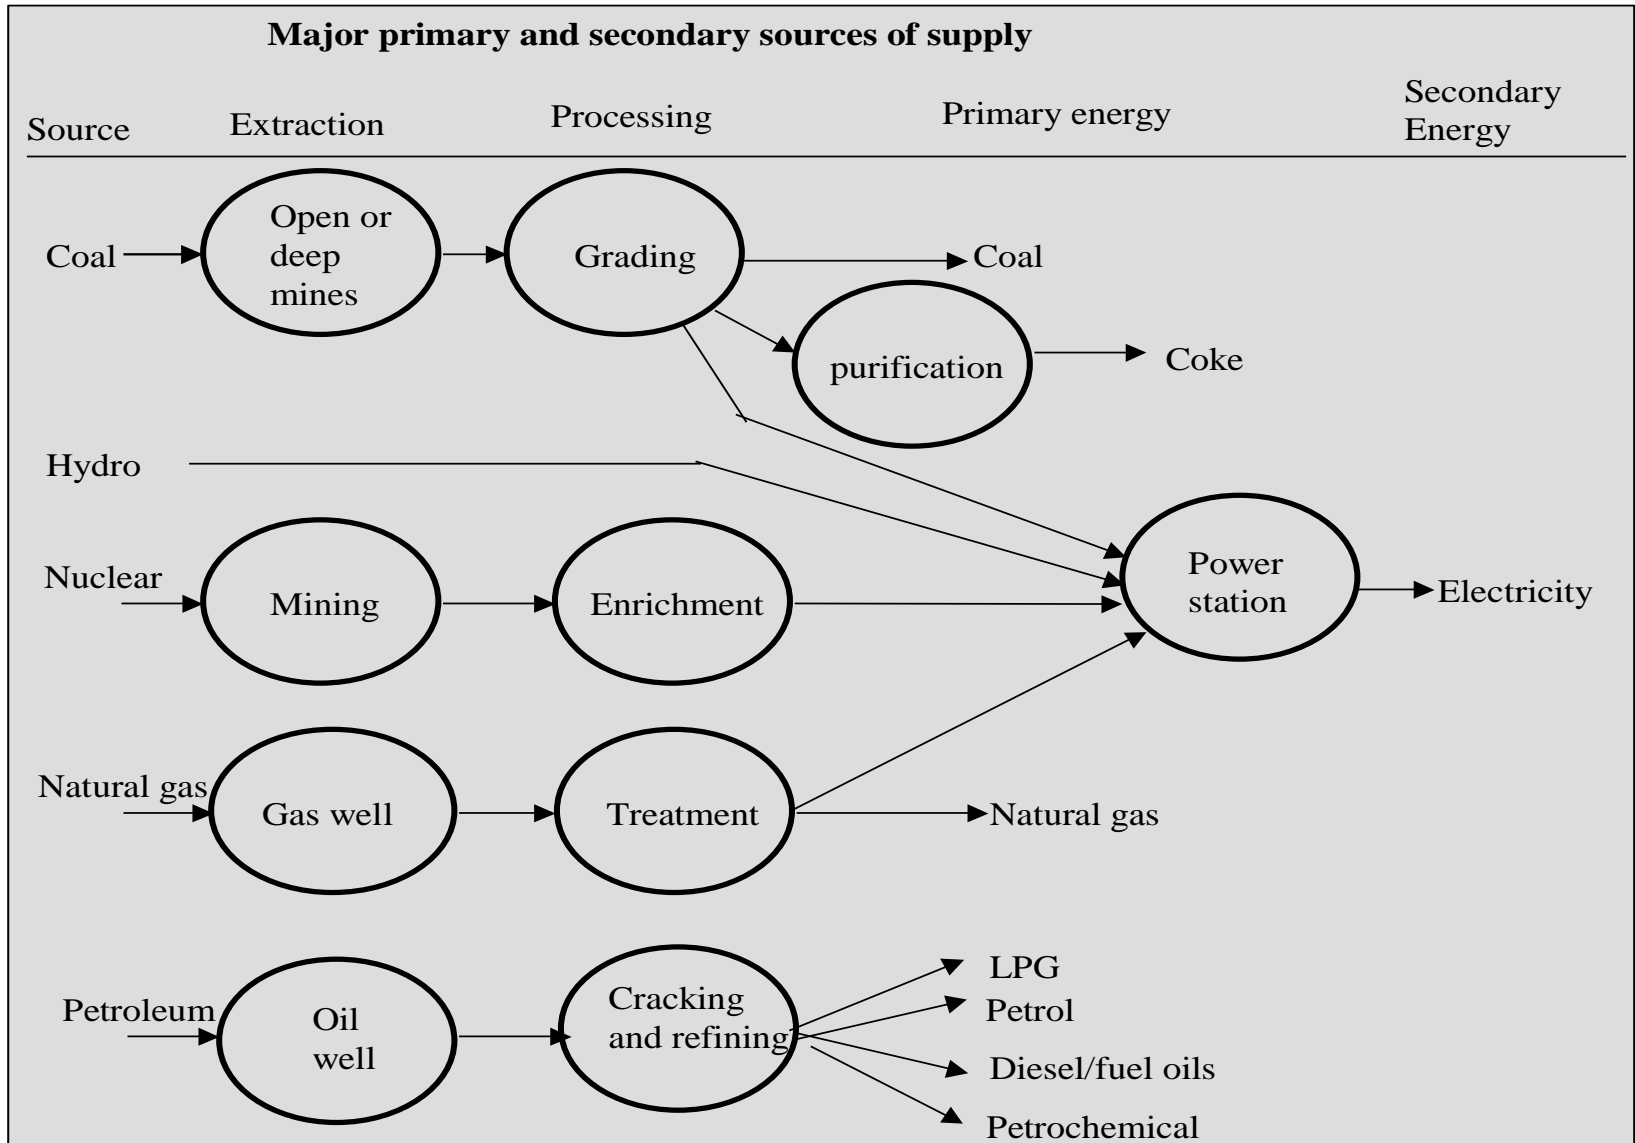 Major primary and secondary sources of supply
Source
Extraction
Processing
Primary energy
Secondary
Energy
Coal
Open or
deep
mines
Grading
Coal
purification
Coke
Hydro
Nuclear
Mining
Enrichment
Power
station
Electricity
Natural gas
Gas well
Treatment
Natural gas
Petroleum
Oil
well
Cracking
and refining
LPG
Petrol
Diesel/fuel oils
Petrochemical